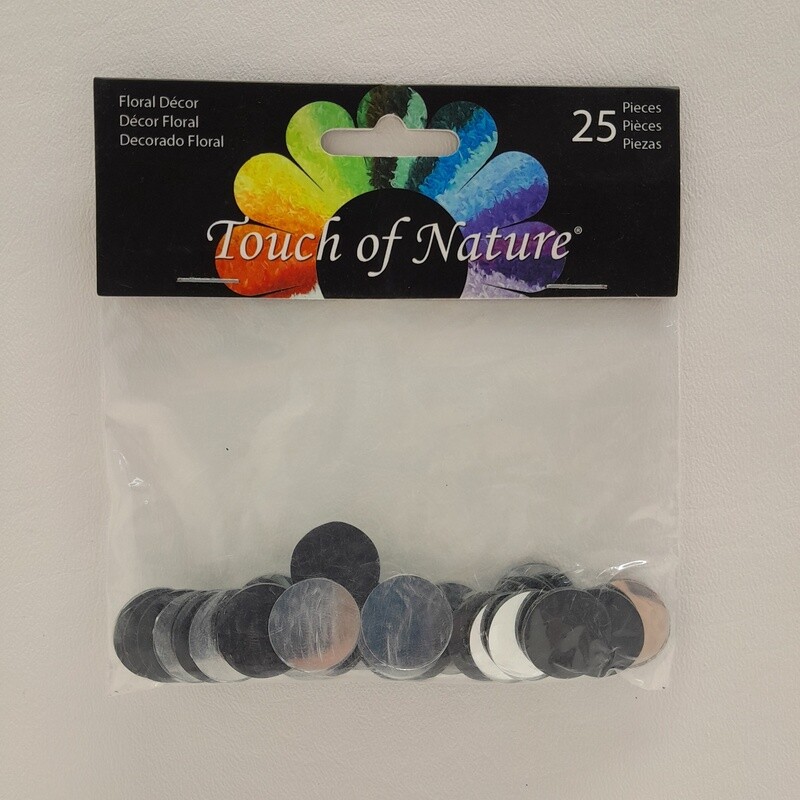 Floral Décor
Décor Floral
Decorado Floral
25 Pieces
Pièces
Piezas
Touch of Nature®